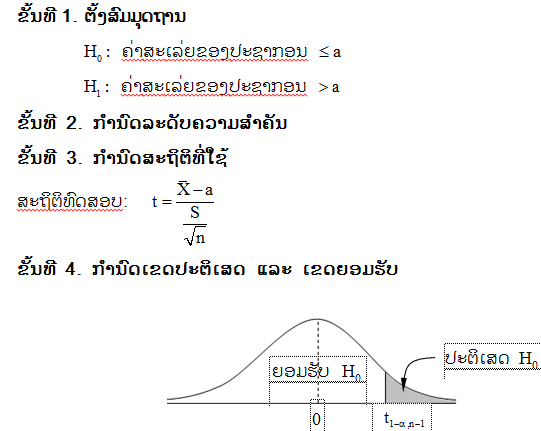 ຂັ້ນທີ 1. ຕັ້ງສົມມຸດຖານ
H₀ : ຄ່າສະເລ່ຍຂອງປະຊາກອນ ≤ a
H₁ : ຄ່າສະເລ່ຍຂອງປະຊາກອນ > a
ຂັ້ນທີ 2. ກຳນົດລະດັບຄວາມສຳຄັນ
ຂັ້ນທີ 3. ກຳນົດສະຖິຕິທີ່ໃຊ້
ສະຖິຕິທົດສອບ: t = (X̄ − a) / (S / √n)
ຂັ້ນທີ 4. ກຳນົດເຂດປະຕິເສດ ແລະ ເຂດຍອມຮັບ
ປະຕິເສດ H₀
ຍອມຮັບ H₀
0 t₁₋α,ₙ₋₁